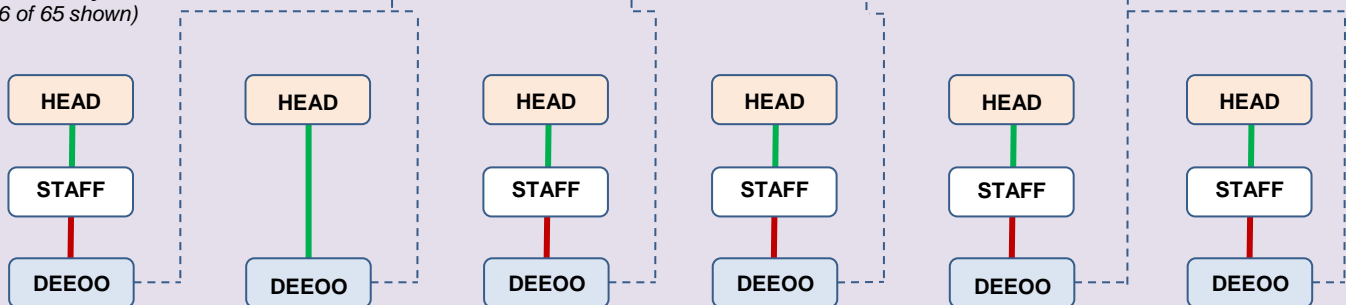 6 of 65 shown)
HEAD HEAD HEAD HEAD HEAD HEAD
STAFF STAFF STAFF STAFF STAFF
DEEOO DEEOO DEEOO DEEOO DEEOO DEEOO